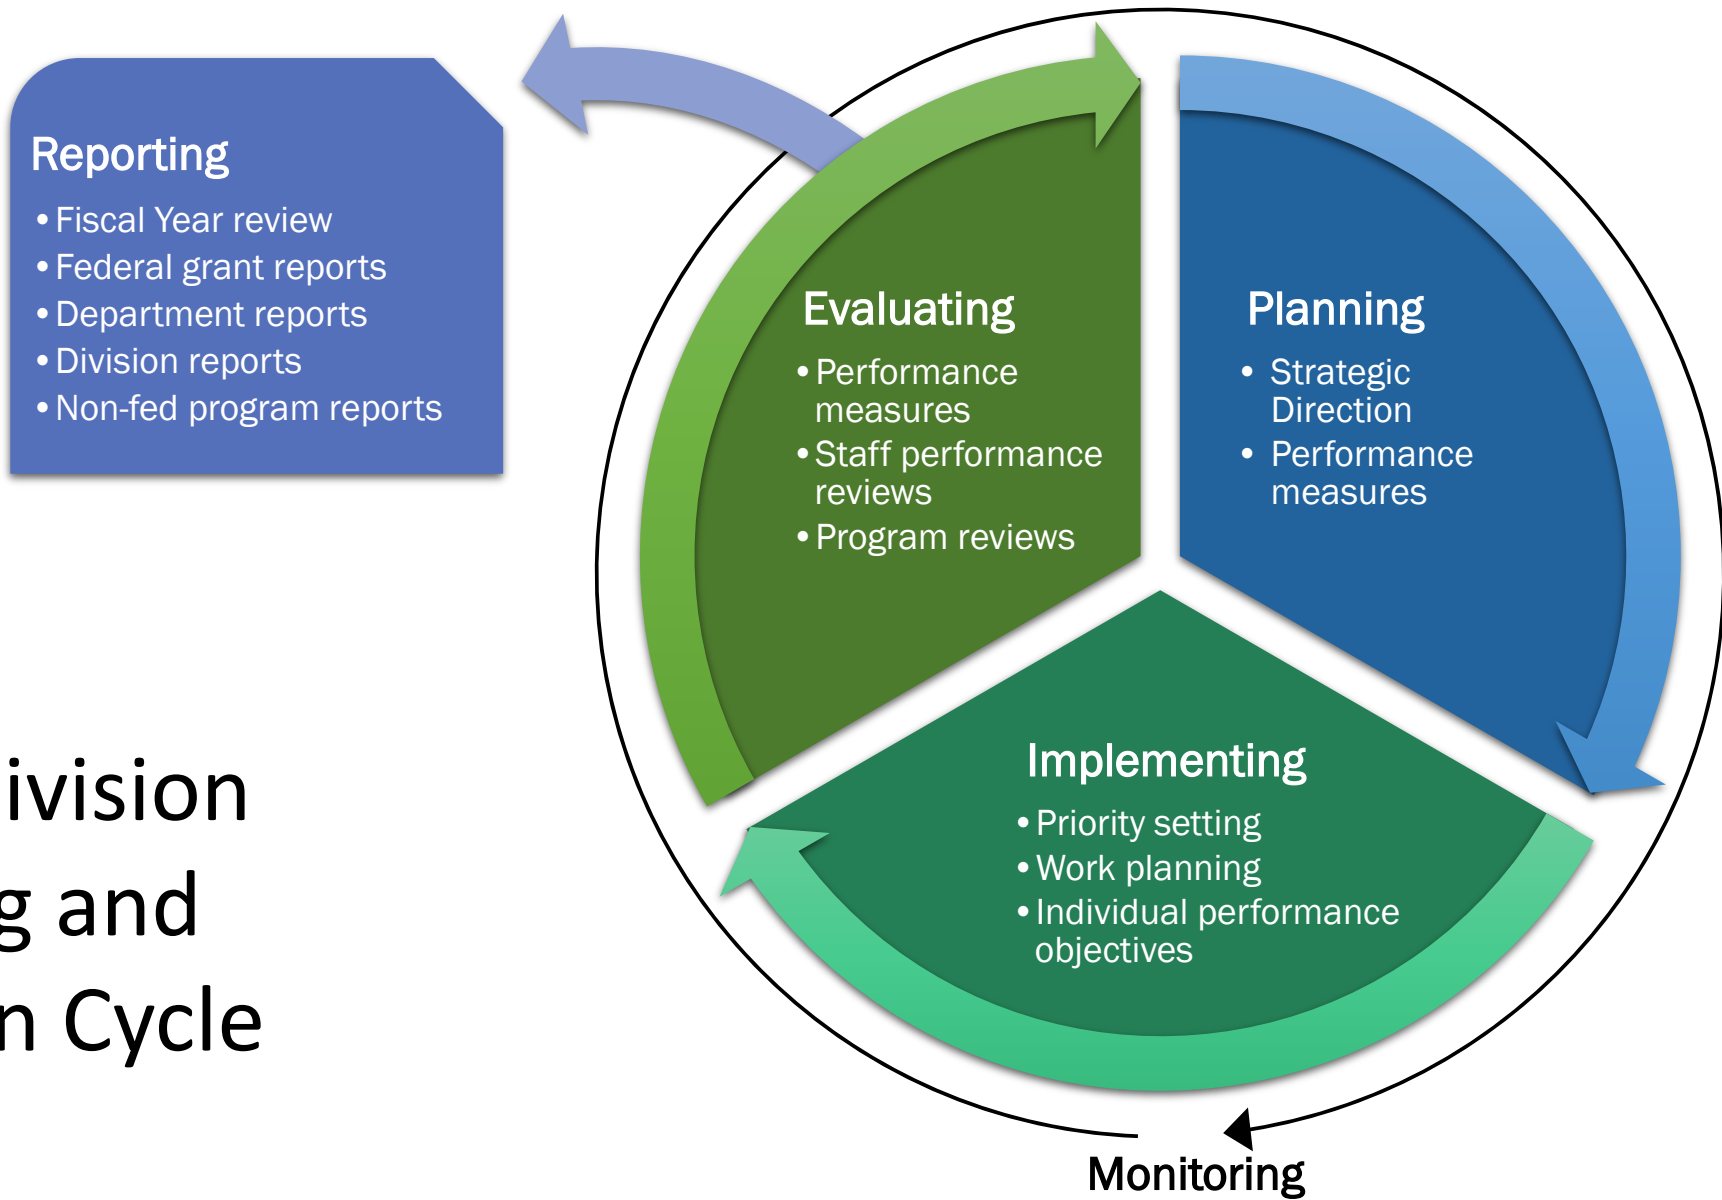 Reporting
•Fiscal Year review
•Federal grant reports
•Department reports
•Division reports
•Non-fed program reports
Evaluating
•Performance
measures
•Staff performance
reviews
•Program reviews
Planning
• Strategic
Direction
• Performance
measures
Implementing
•Priority setting
•Work planning
•Individual performance
objectives
Monitoring
ivision
g and
n Cycle